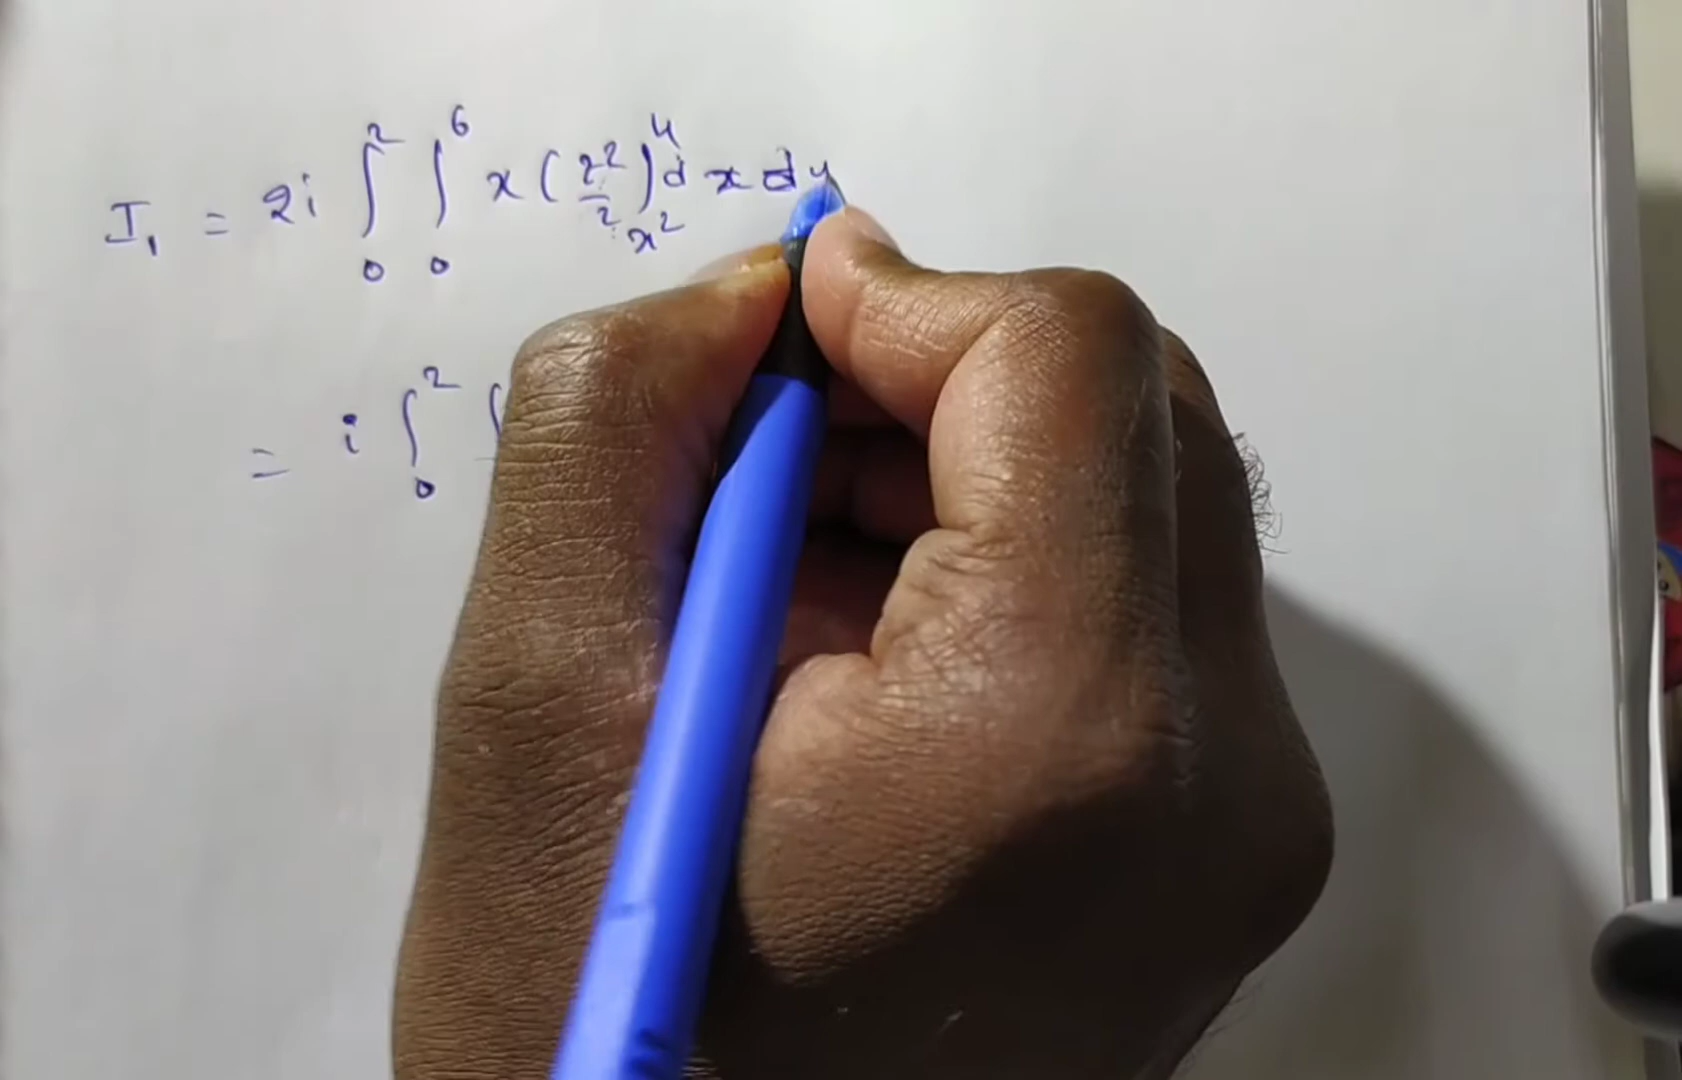 I₁ = 2i ∫₀² ∫₀⁶ x (z²/2)ₓ²⁴ dx dy
= i ∫₀² ∫